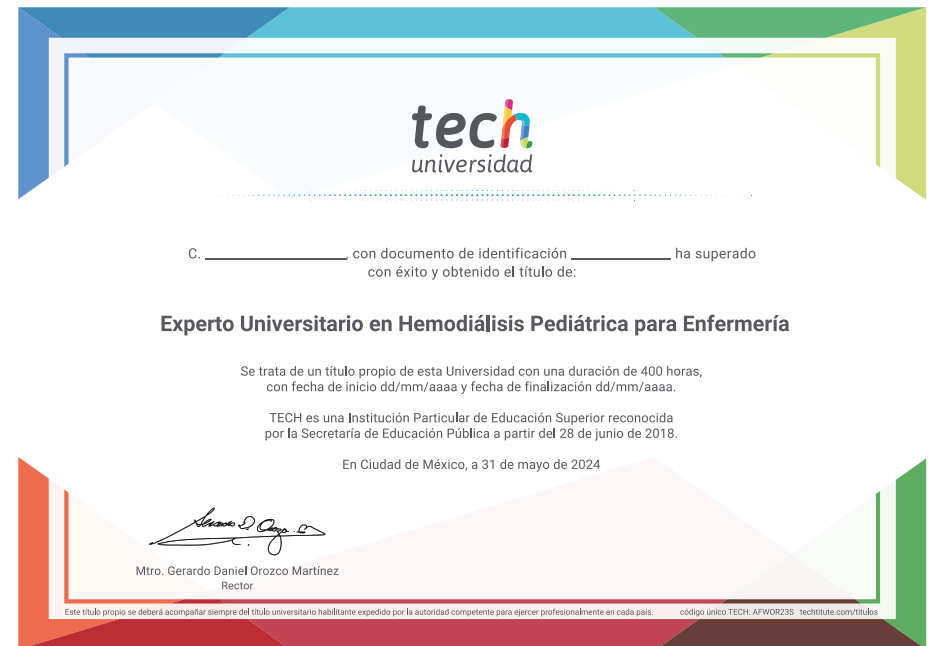 tech
universidad
C. _________________, con documento de identificación ____________ ha superado
con éxito y obtenido el título de:
Experto Universitario en Hemodiálisis Pediátrica para Enfermería
Se trata de un título propio de esta Universidad con una duración de 400 horas,
con fecha de inicio dd/mm/aaaa y fecha de finalización dd/mm/aaaa.
TECH es una Institución Particular de Educación Superior reconocida
por la Secretaría de Educación Pública a partir del 28 de junio de 2018.
En Ciudad de México, a 31 de mayo de 2024
Mtro. Gerardo Daniel Orozco Martínez
Rector
Este título propio se deberá acompañar siempre del título universitario habilitante expedido por la autoridad competente para ejercer profesionalmente en cada país. código único TECH: AFWOR23S techtitute.com/titulos